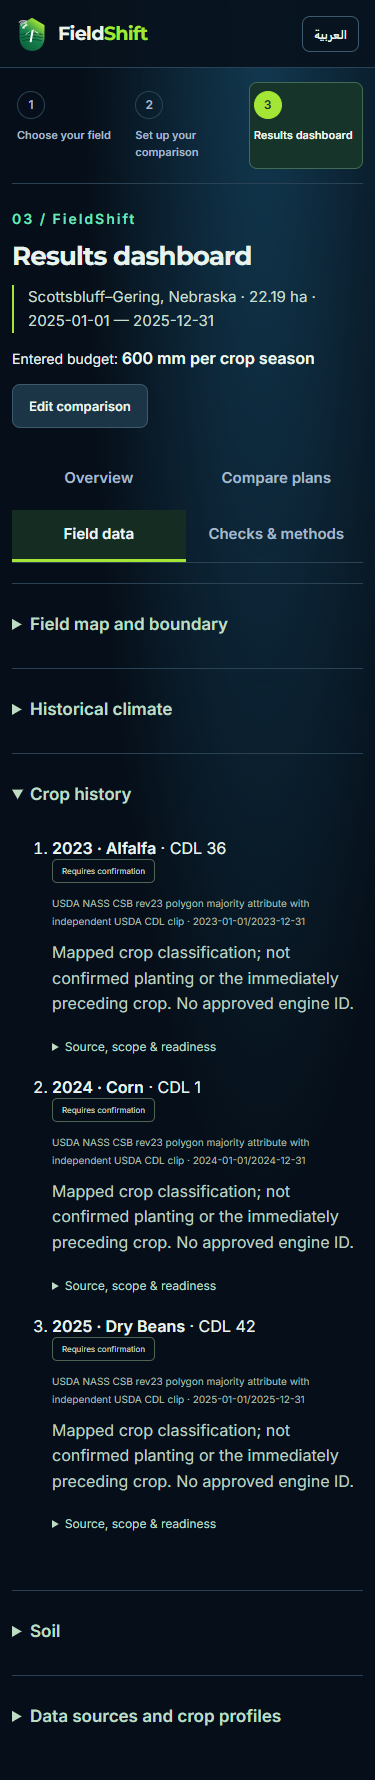 FieldShift
العربية
1
Choose your field
2
Set up your
comparison
3
Results dashboard
03 / FieldShift
Results dashboard
Scottsbluff–Gering, Nebraska · 22.19 ha ·
2025-01-01 — 2025-12-31
Entered budget: 600 mm per crop season
Edit comparison
Overview
Compare plans
Field data
Checks & methods
Field map and boundary
Historical climate
Crop history
1. 2023 · Alfalfa · CDL 36
Requires confirmation
USDA NASS CSB rev23 polygon majority attribute with
independent USDA CDL clip · 2023-01-01/2023-12-31
Mapped crop classification; not
confirmed planting or the immediately
preceding crop. No approved engine ID.
Source, scope & readiness
2. 2024 · Corn · CDL 1
Requires confirmation
USDA NASS CSB rev23 polygon majority attribute with
independent USDA CDL clip · 2024-01-01/2024-12-31
Mapped crop classification; not
confirmed planting or the immediately
preceding crop. No approved engine ID.
Source, scope & readiness
3. 2025 · Dry Beans · CDL 42
Requires confirmation
USDA NASS CSB rev23 polygon majority attribute with
independent USDA CDL clip · 2025-01-01/2025-12-31
Mapped crop classification; not
confirmed planting or the immediately
preceding crop. No approved engine ID.
Source, scope & readiness
Soil
Data sources and crop profiles